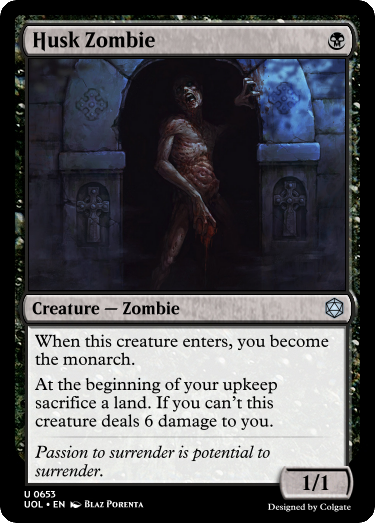 Husk Zombie
Creature — Zombie
When this creature enters, you become
the monarch.
At the beginning of your upkeep
sacrifice a land. If you can't this
creature deals 6 damage to you.
Passion to surrender is potential to
surrender.
1/1
U 0653
UOL • EN Blaz Porenta
Designed by Colgate